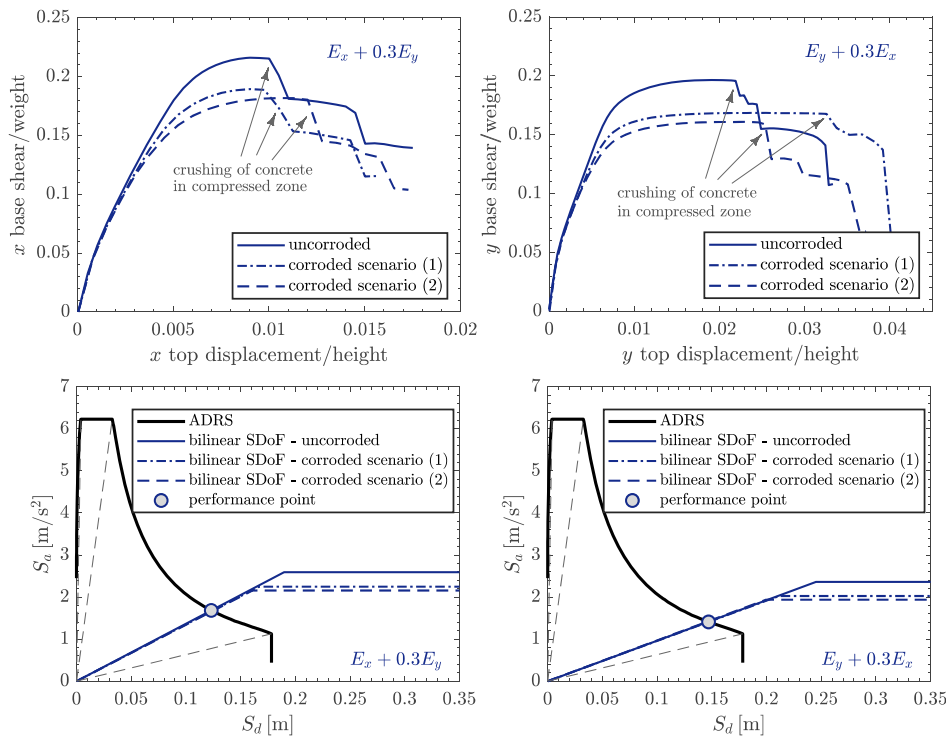 0.25
0.2
0.15
0.1
0.05
0
x base shear/weight
E_x + 0.3E_y
crushing of concrete
in compressed zone
uncorroded
corroded scenario (1)
corroded scenario (2)
0 0.005 0.01 0.015 0.02
x top displacement/height
0.25
0.2
0.15
0.1
0.05
0
y base shear/weight
E_y + 0.3E_x
crushing of concrete
in compressed zone
uncorroded
corroded scenario (1)
corroded scenario (2)
0 0.01 0.02 0.03 0.04
y top displacement/height
7
6
5
4
3
2
1
0
S_a [m/s²]
ADRS
bilinear SDoF - uncorroded
bilinear SDoF - corroded scenario (1)
bilinear SDoF - corroded scenario (2)
performance point
E_x + 0.3E_y
0 0.05 0.1 0.15 0.2 0.25 0.3 0.35
S_d [m]
7
6
5
4
3
2
1
0
S_a [m/s²]
ADRS
bilinear SDoF - uncorroded
bilinear SDoF - corroded scenario (1)
bilinear SDoF - corroded scenario (2)
performance point
E_y + 0.3E_x
0 0.05 0.1 0.15 0.2 0.25 0.3 0.35
S_d [m]